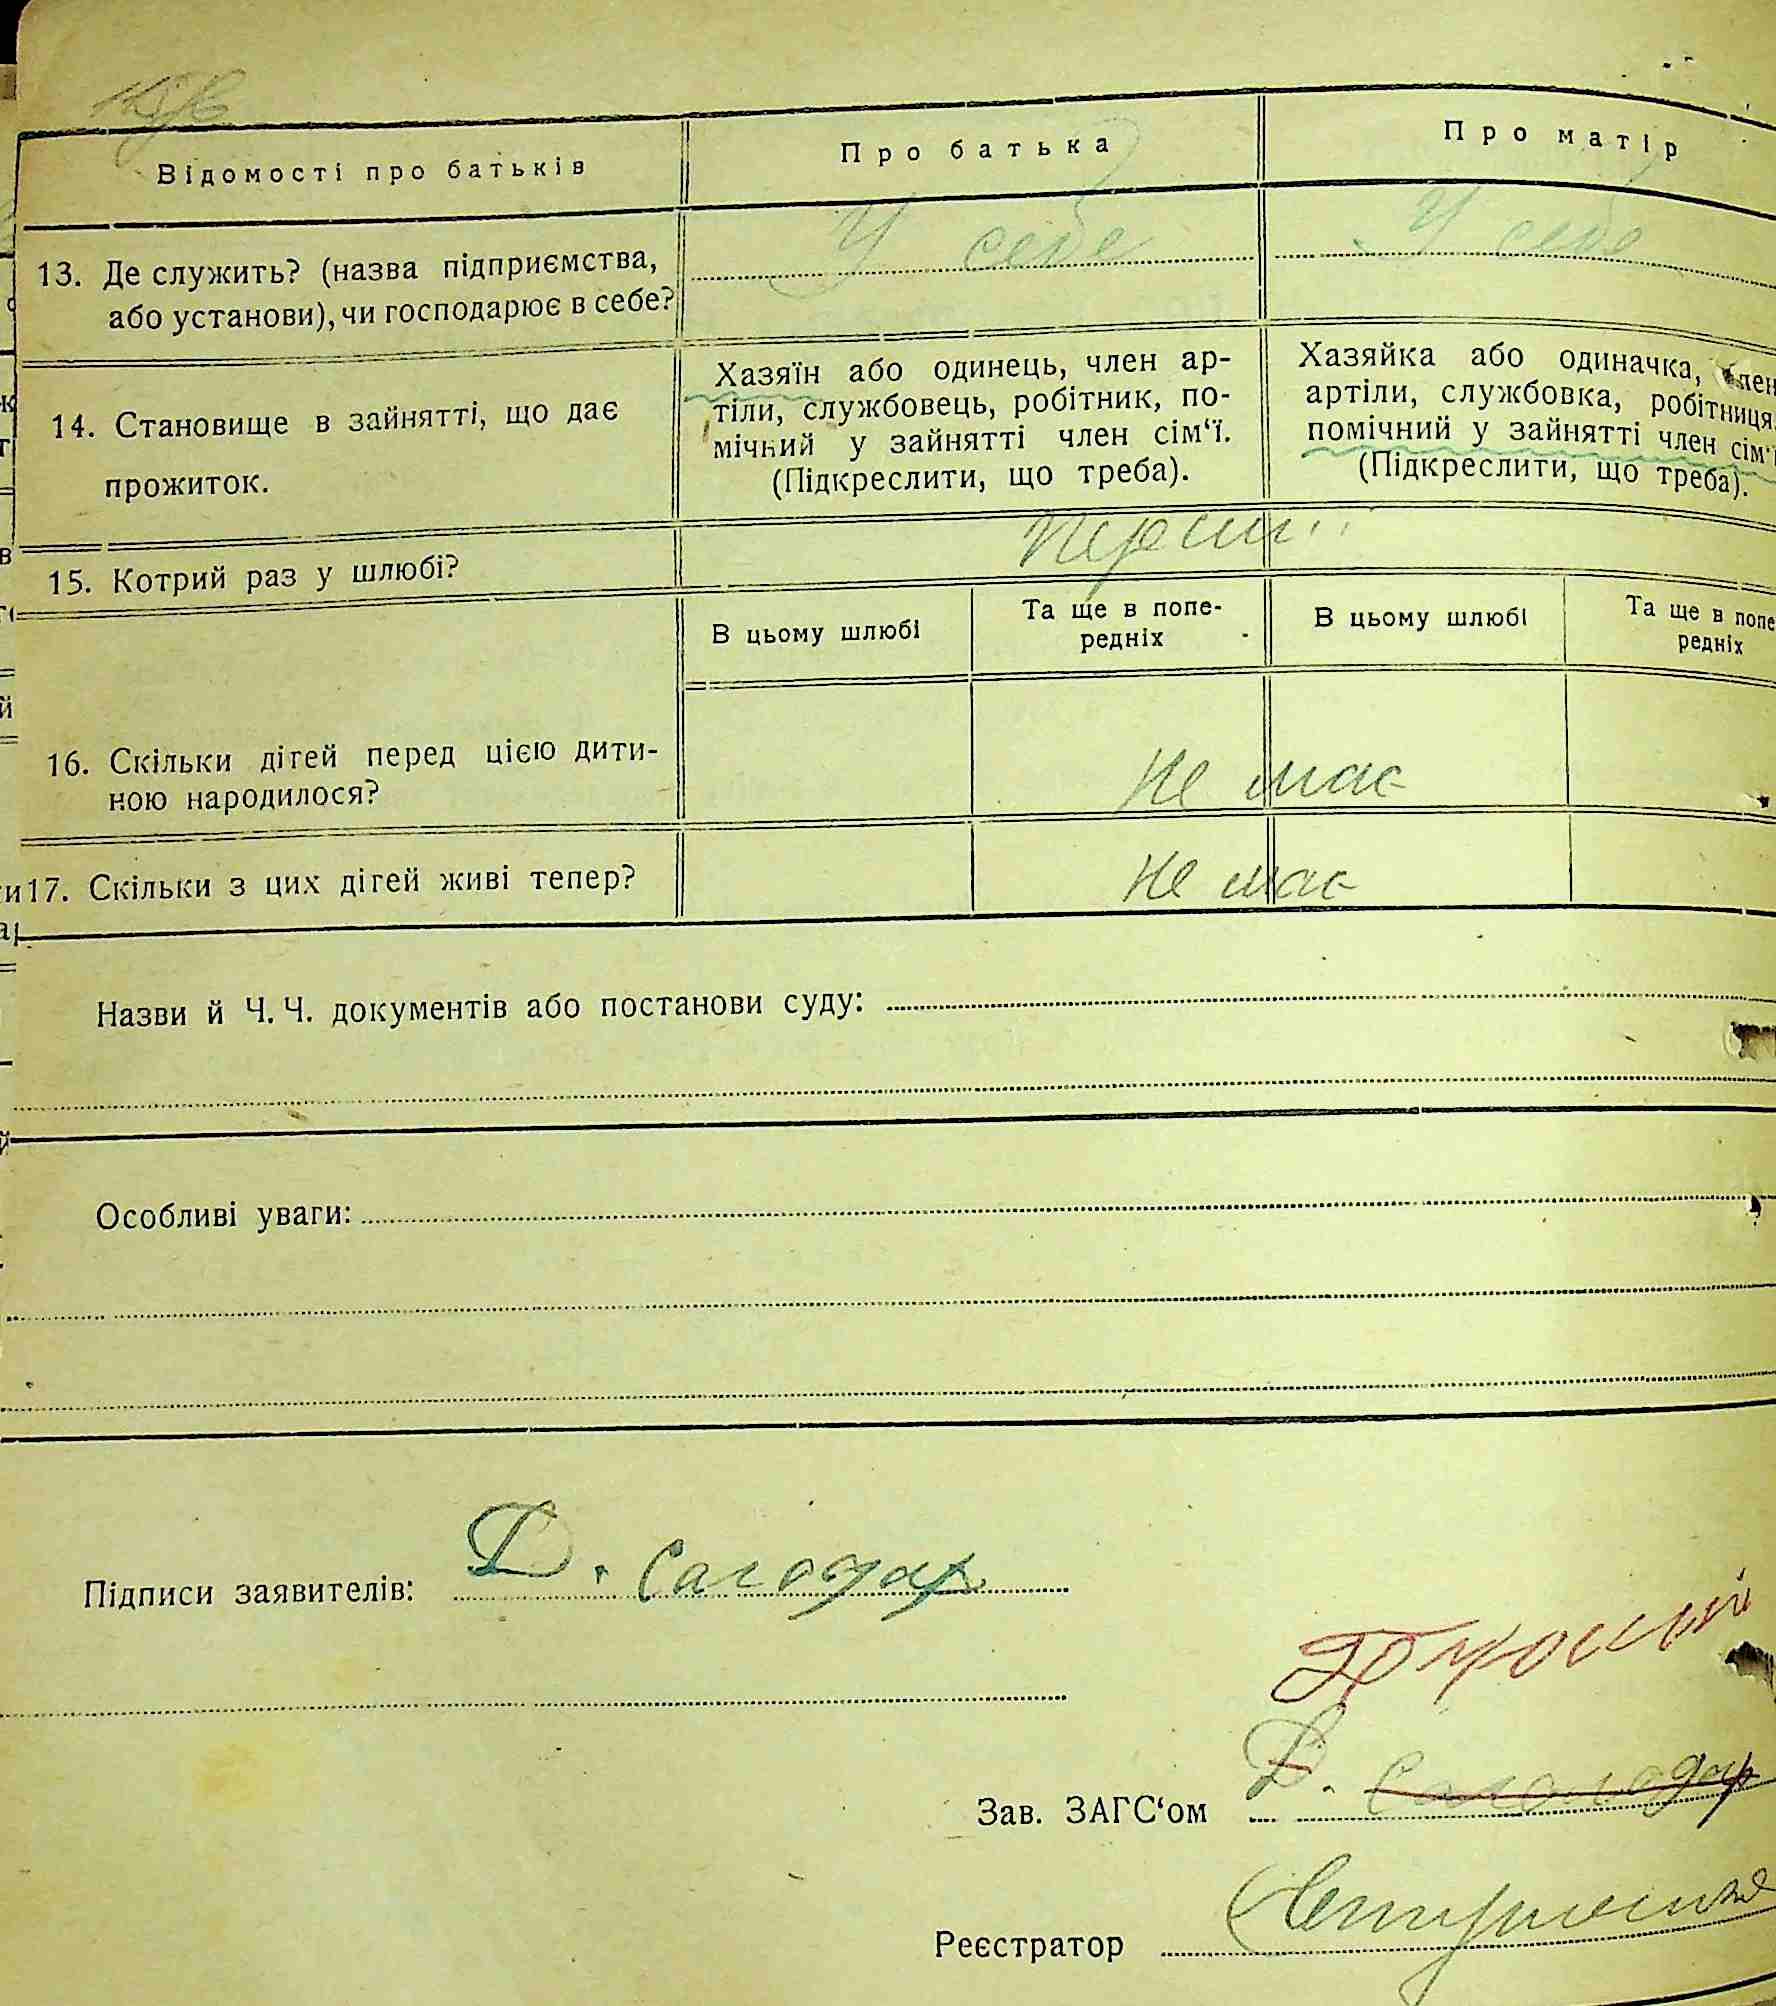 Відомості про батьків
Про батька
Про матір
13. Де служить? (назва підприємства,
або установи), чи господарює в себе?
У себе
У себе
14. Становище в зайнятті, що дає
прожиток.
Хазяїн або одинець, член ар-
тіли, службовець, робітник, по-
мічний у зайнятті член сім‘ї.
(Підкреслити, що треба).
Хазяйка або одиначка, член
артіли, службовка, робітниця,
помічний у зайнятті член сім‘ї
(Підкреслити, що треба).
15. Котрий раз у шлюбі?
Перший
В цьому шлюбі
Та ще в попе-
редніх
В цьому шлюбі
Та ще в попе
редніх
16. Скільки дітей перед цією дити-
ною народилося?
Не має
17. Скільки з цих дітей живі тепер?
Не має
Назви й Ч. Ч. документів або постанови суду:
Особливі уваги:
Підписи заявителів: Д.
Зав. ЗАГС‘ом Д.
Реєстратор